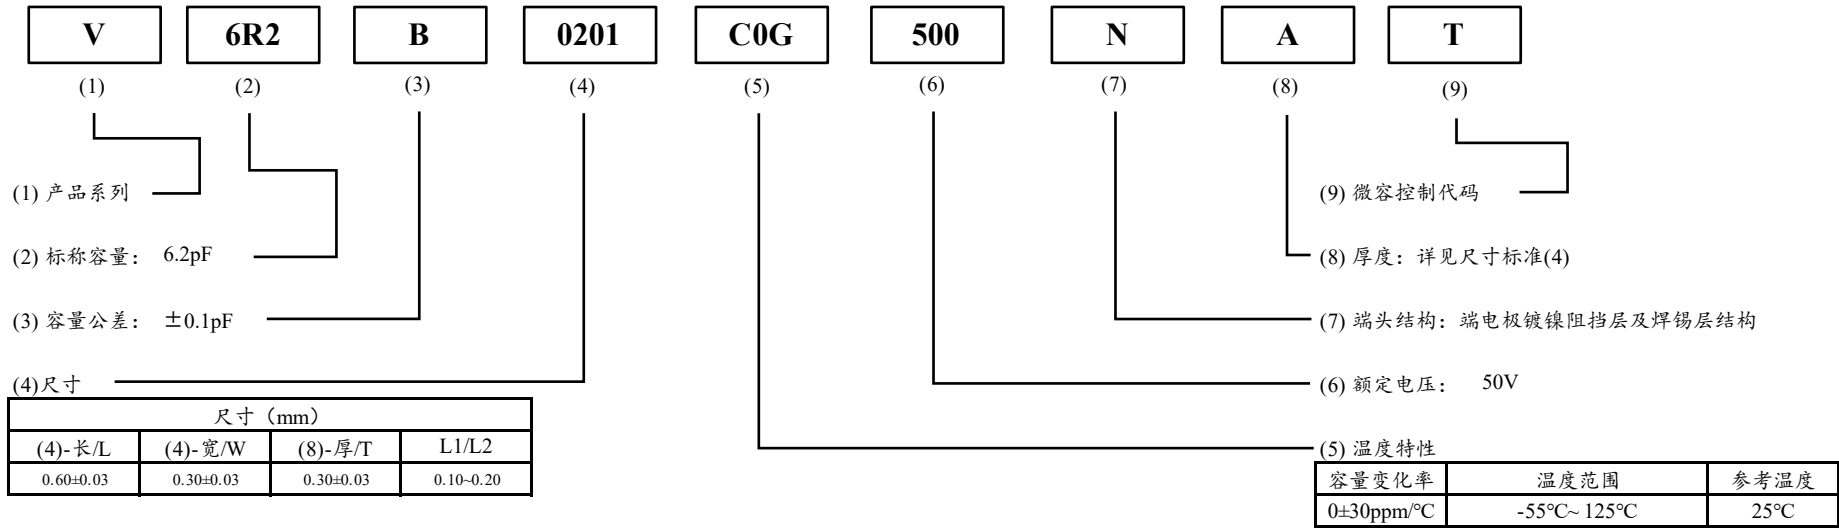 V 6R2 B 0201 C0G 500 N A T
(1) (2) (3) (4) (5) (6) (7) (8) (9)
(1) 产品系列
(9) 微容控制代码
(2) 标称容量： 6.2pF
(8) 厚度：详见尺寸标准(4)
(3) 容量公差： ±0.1pF
(7) 端头结构：端电极镀镍阻挡层及焊锡层结构
(4)尺寸
(6) 额定电压： 50V
尺寸（mm）
(4)-长/L (4)-宽/W (8)-厚/T L1/L2
0.60±0.03 0.30±0.03 0.30±0.03 0.10~0.20
(5) 温度特性
容量变化率 温度范围 参考温度
0±30ppm/°C -55°C~ 125°C 25°C